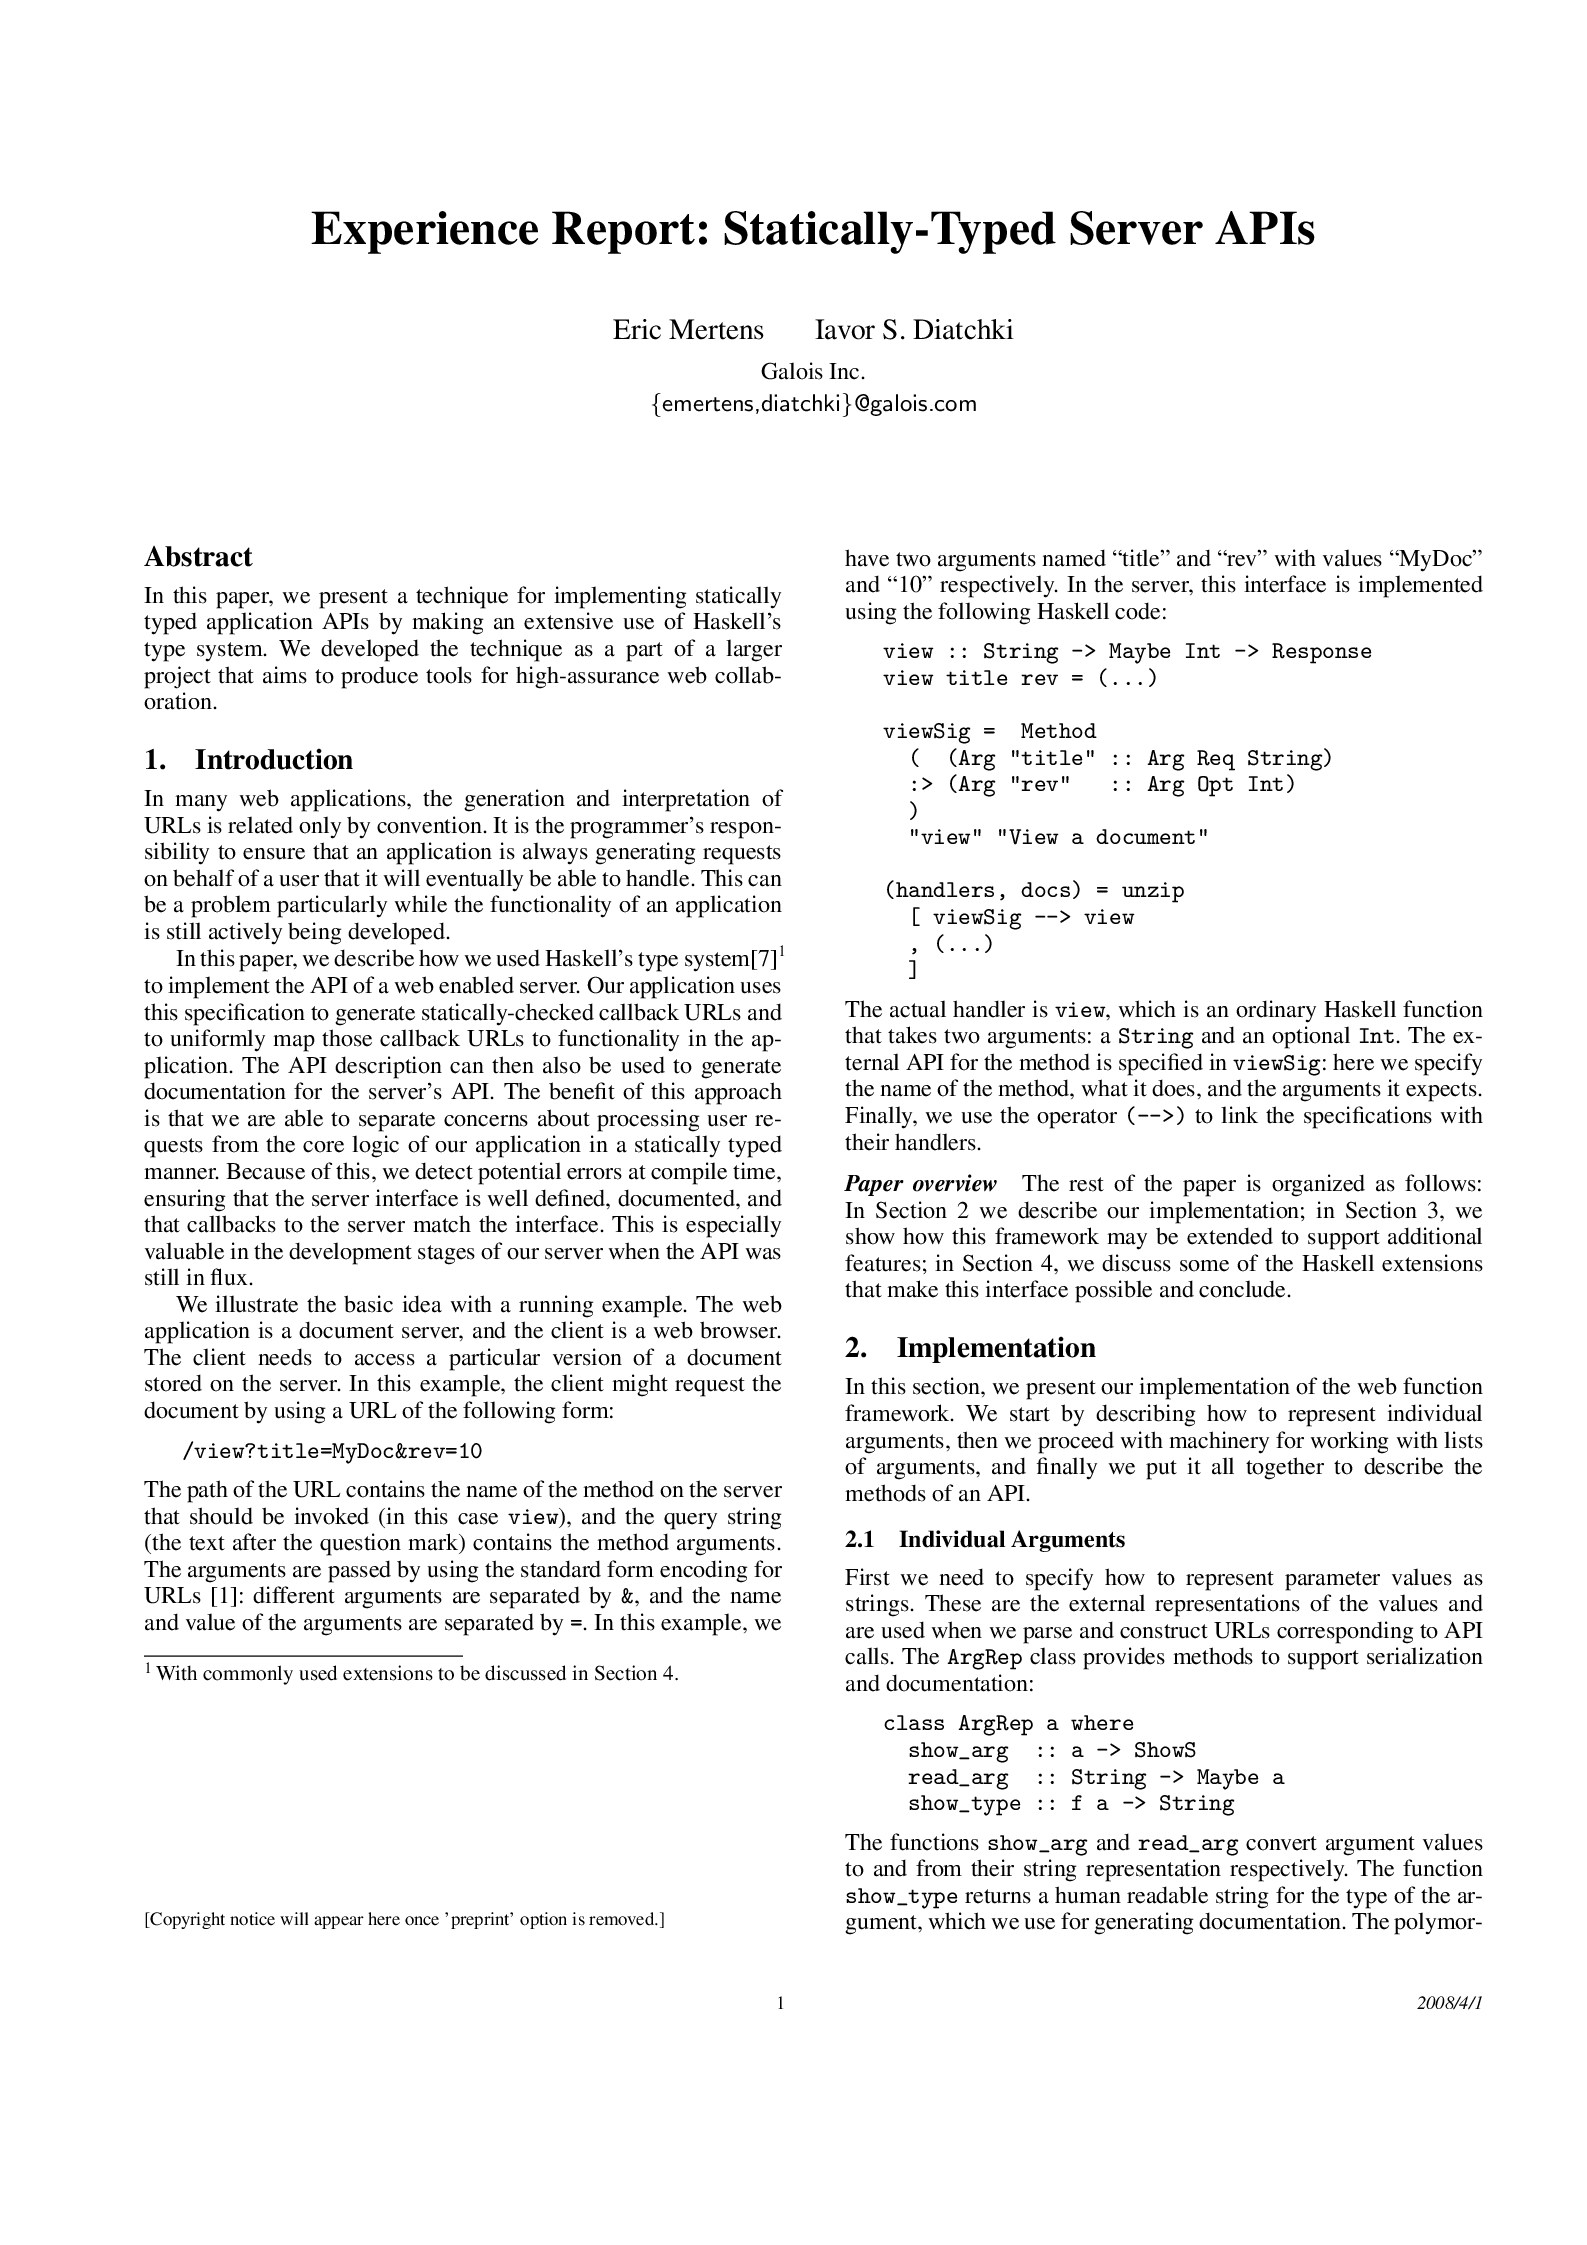 Experience Report: Statically-Typed Server APIs
Eric Mertens Iavor S. Diatchki
Galois Inc.
{emertens,diatchki}@galois.com
Abstract
In this paper, we present a technique for implementing statically
typed application APIs by making an extensive use of Haskell’s
type system. We developed the technique as a part of a larger
project that aims to produce tools for high-assurance web collab-
oration.
1. Introduction
In many web applications, the generation and interpretation of
URLs is related only by convention. It is the programmer’s respon-
sibility to ensure that an application is always generating requests
on behalf of a user that it will eventually be able to handle. This can
be a problem particularly while the functionality of an application
is still actively being developed.
In this paper, we describe how we used Haskell’s type system[7]1
to implement the API of a web enabled server. Our application uses
this specification to generate statically-checked callback URLs and
to uniformly map those callback URLs to functionality in the ap-
plication. The API description can then also be used to generate
documentation for the server’s API. The benefit of this approach
is that we are able to separate concerns about processing user re-
quests from the core logic of our application in a statically typed
manner. Because of this, we detect potential errors at compile time,
ensuring that the server interface is well defined, documented, and
that callbacks to the server match the interface. This is especially
valuable in the development stages of our server when the API was
still in flux.
We illustrate the basic idea with a running example. The web
application is a document server, and the client is a web browser.
The client needs to access a particular version of a document
stored on the server. In this example, the client might request the
document by using a URL of the following form:
/view?title=MyDoc&rev=10
The path of the URL contains the name of the method on the server
that should be invoked (in this case view), and the query string
(the text after the question mark) contains the method arguments.
The arguments are passed by using the standard form encoding for
URLs [1]: different arguments are separated by &, and the name
and value of the arguments are separated by =. In this example, we
1 With commonly used extensions to be discussed in Section 4.
[Copyright notice will appear here once ’preprint’ option is removed.]
have two arguments named “title” and “rev” with values “MyDoc”
and “10” respectively. In the server, this interface is implemented
using the following Haskell code:
view :: String -> Maybe Int -> Response
view title rev = (...)
viewSig =  Method
  (  (Arg "title" :: Arg Req String)
  :> (Arg "rev"   :: Arg Opt Int)
  )
  "view" "View a document"
(handlers, docs) = unzip
  [ viewSig --> view
  , (...)
  ]
The actual handler is view, which is an ordinary Haskell function
that takes two arguments: a String and an optional Int. The ex-
ternal API for the method is specified in viewSig: here we specify
the name of the method, what it does, and the arguments it expects.
Finally, we use the operator (-->) to link the specifications with
their handlers.
Paper overview The rest of the paper is organized as follows:
In Section 2 we describe our implementation; in Section 3, we
show how this framework may be extended to support additional
features; in Section 4, we discuss some of the Haskell extensions
that make this interface possible and conclude.
2. Implementation
In this section, we present our implementation of the web function
framework. We start by describing how to represent individual
arguments, then we proceed with machinery for working with lists
of arguments, and finally we put it all together to describe the
methods of an API.
2.1 Individual Arguments
First we need to specify how to represent parameter values as
strings. These are the external representations of the values and
are used when we parse and construct URLs corresponding to API
calls. The ArgRep class provides methods to support serialization
and documentation:
class ArgRep a where
  show_arg  :: a -> ShowS
  read_arg  :: String -> Maybe a
  show_type :: f a -> String
The functions show_arg and read_arg convert argument values
to and from their string representation respectively. The function
show_type returns a human readable string for the type of the ar-
gument, which we use for generating documentation. The polymor-
1
2008/4/1